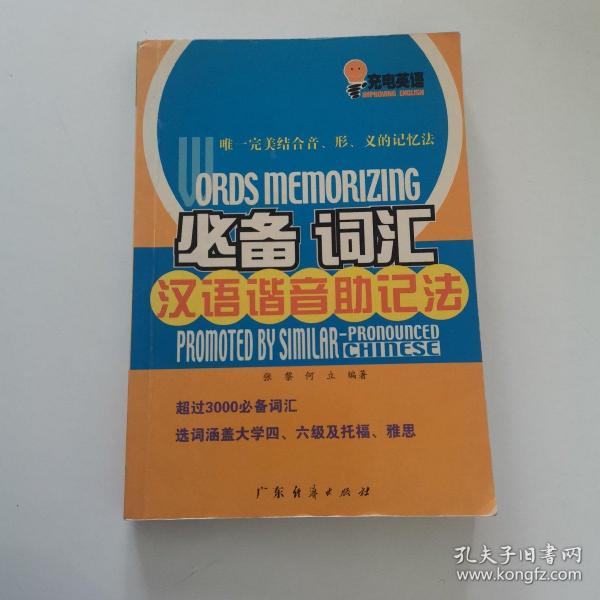 充电英语
IMPROVING ENGLISH
唯一完美结合音、形、义的记忆法
WORDS MEMORIZING
必备 词汇
汉语谐音助记法
PROMOTED BY SIMILAR-PRONOUNCED
CHINESE
张黎 何立 编著
超过3000必备词汇
选词涵盖大学四、六级及托福、雅思
广东经济出版社
孔夫子旧书网
www.kongfz.com